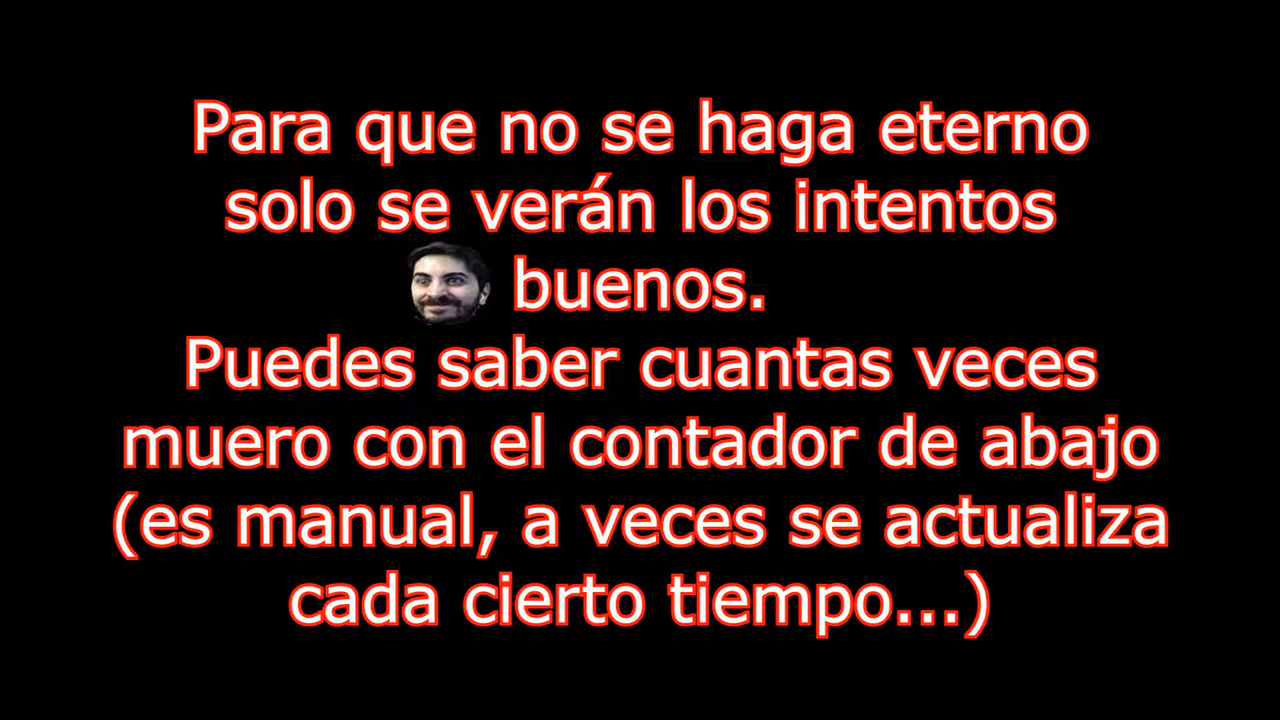 Para que no se haga eterno
solo se verán los intentos
buenos.
Puedes saber cuantas veces
muero con el contador de abajo
(es manual, a veces se actualiza
cada cierto tiempo...)